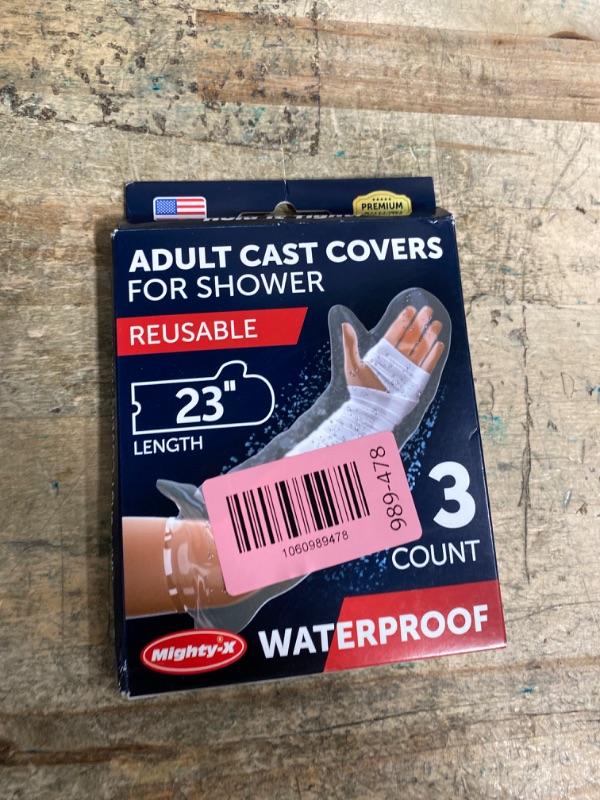 PREMIUM
ADULT CAST COVERS
FOR SHOWER
REUSABLE
23"
LENGTH
1060989478
989-478
3
COUNT
Mighty-X
WATERPROOF